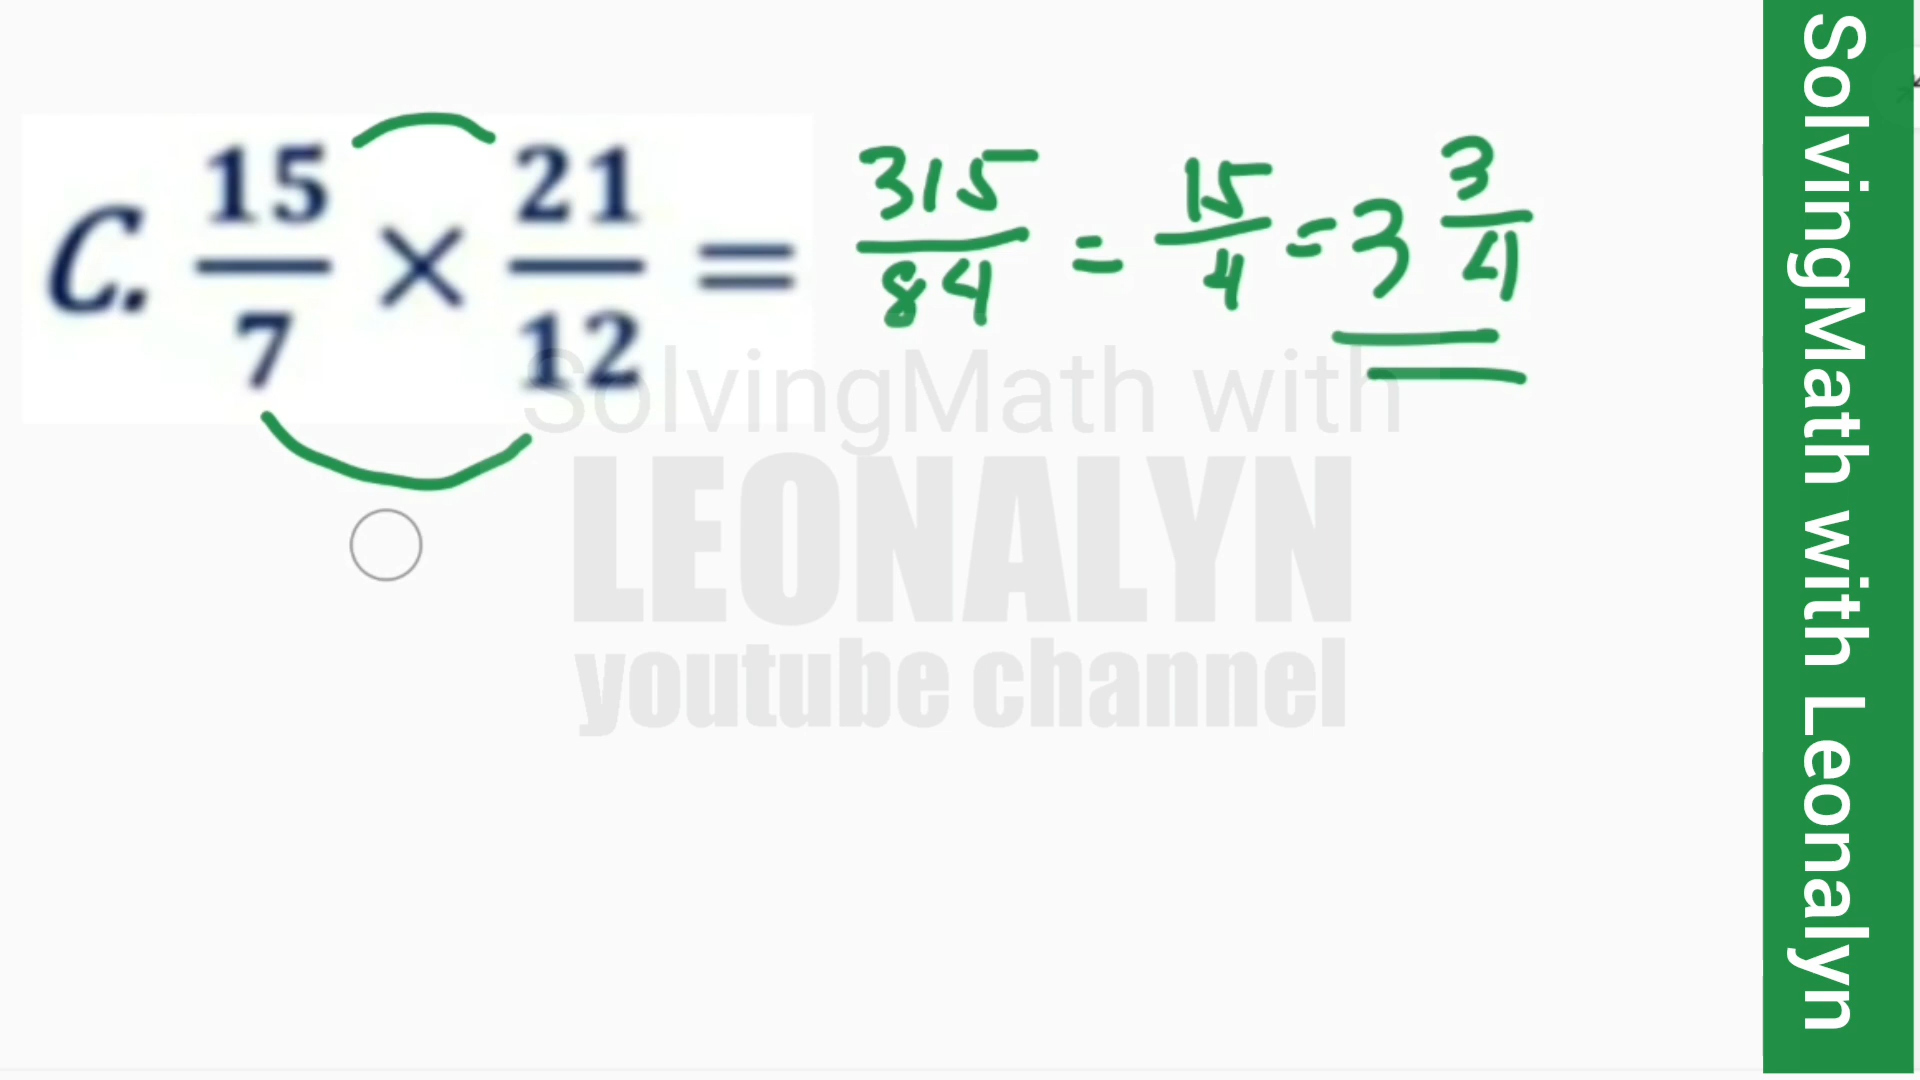 C. 15/7 × 21/12 = 315/84 = 15/4 = 3 3/4
SolvingMath with
LEONALYN
youtube channel
SolvingMath with Leonalyn